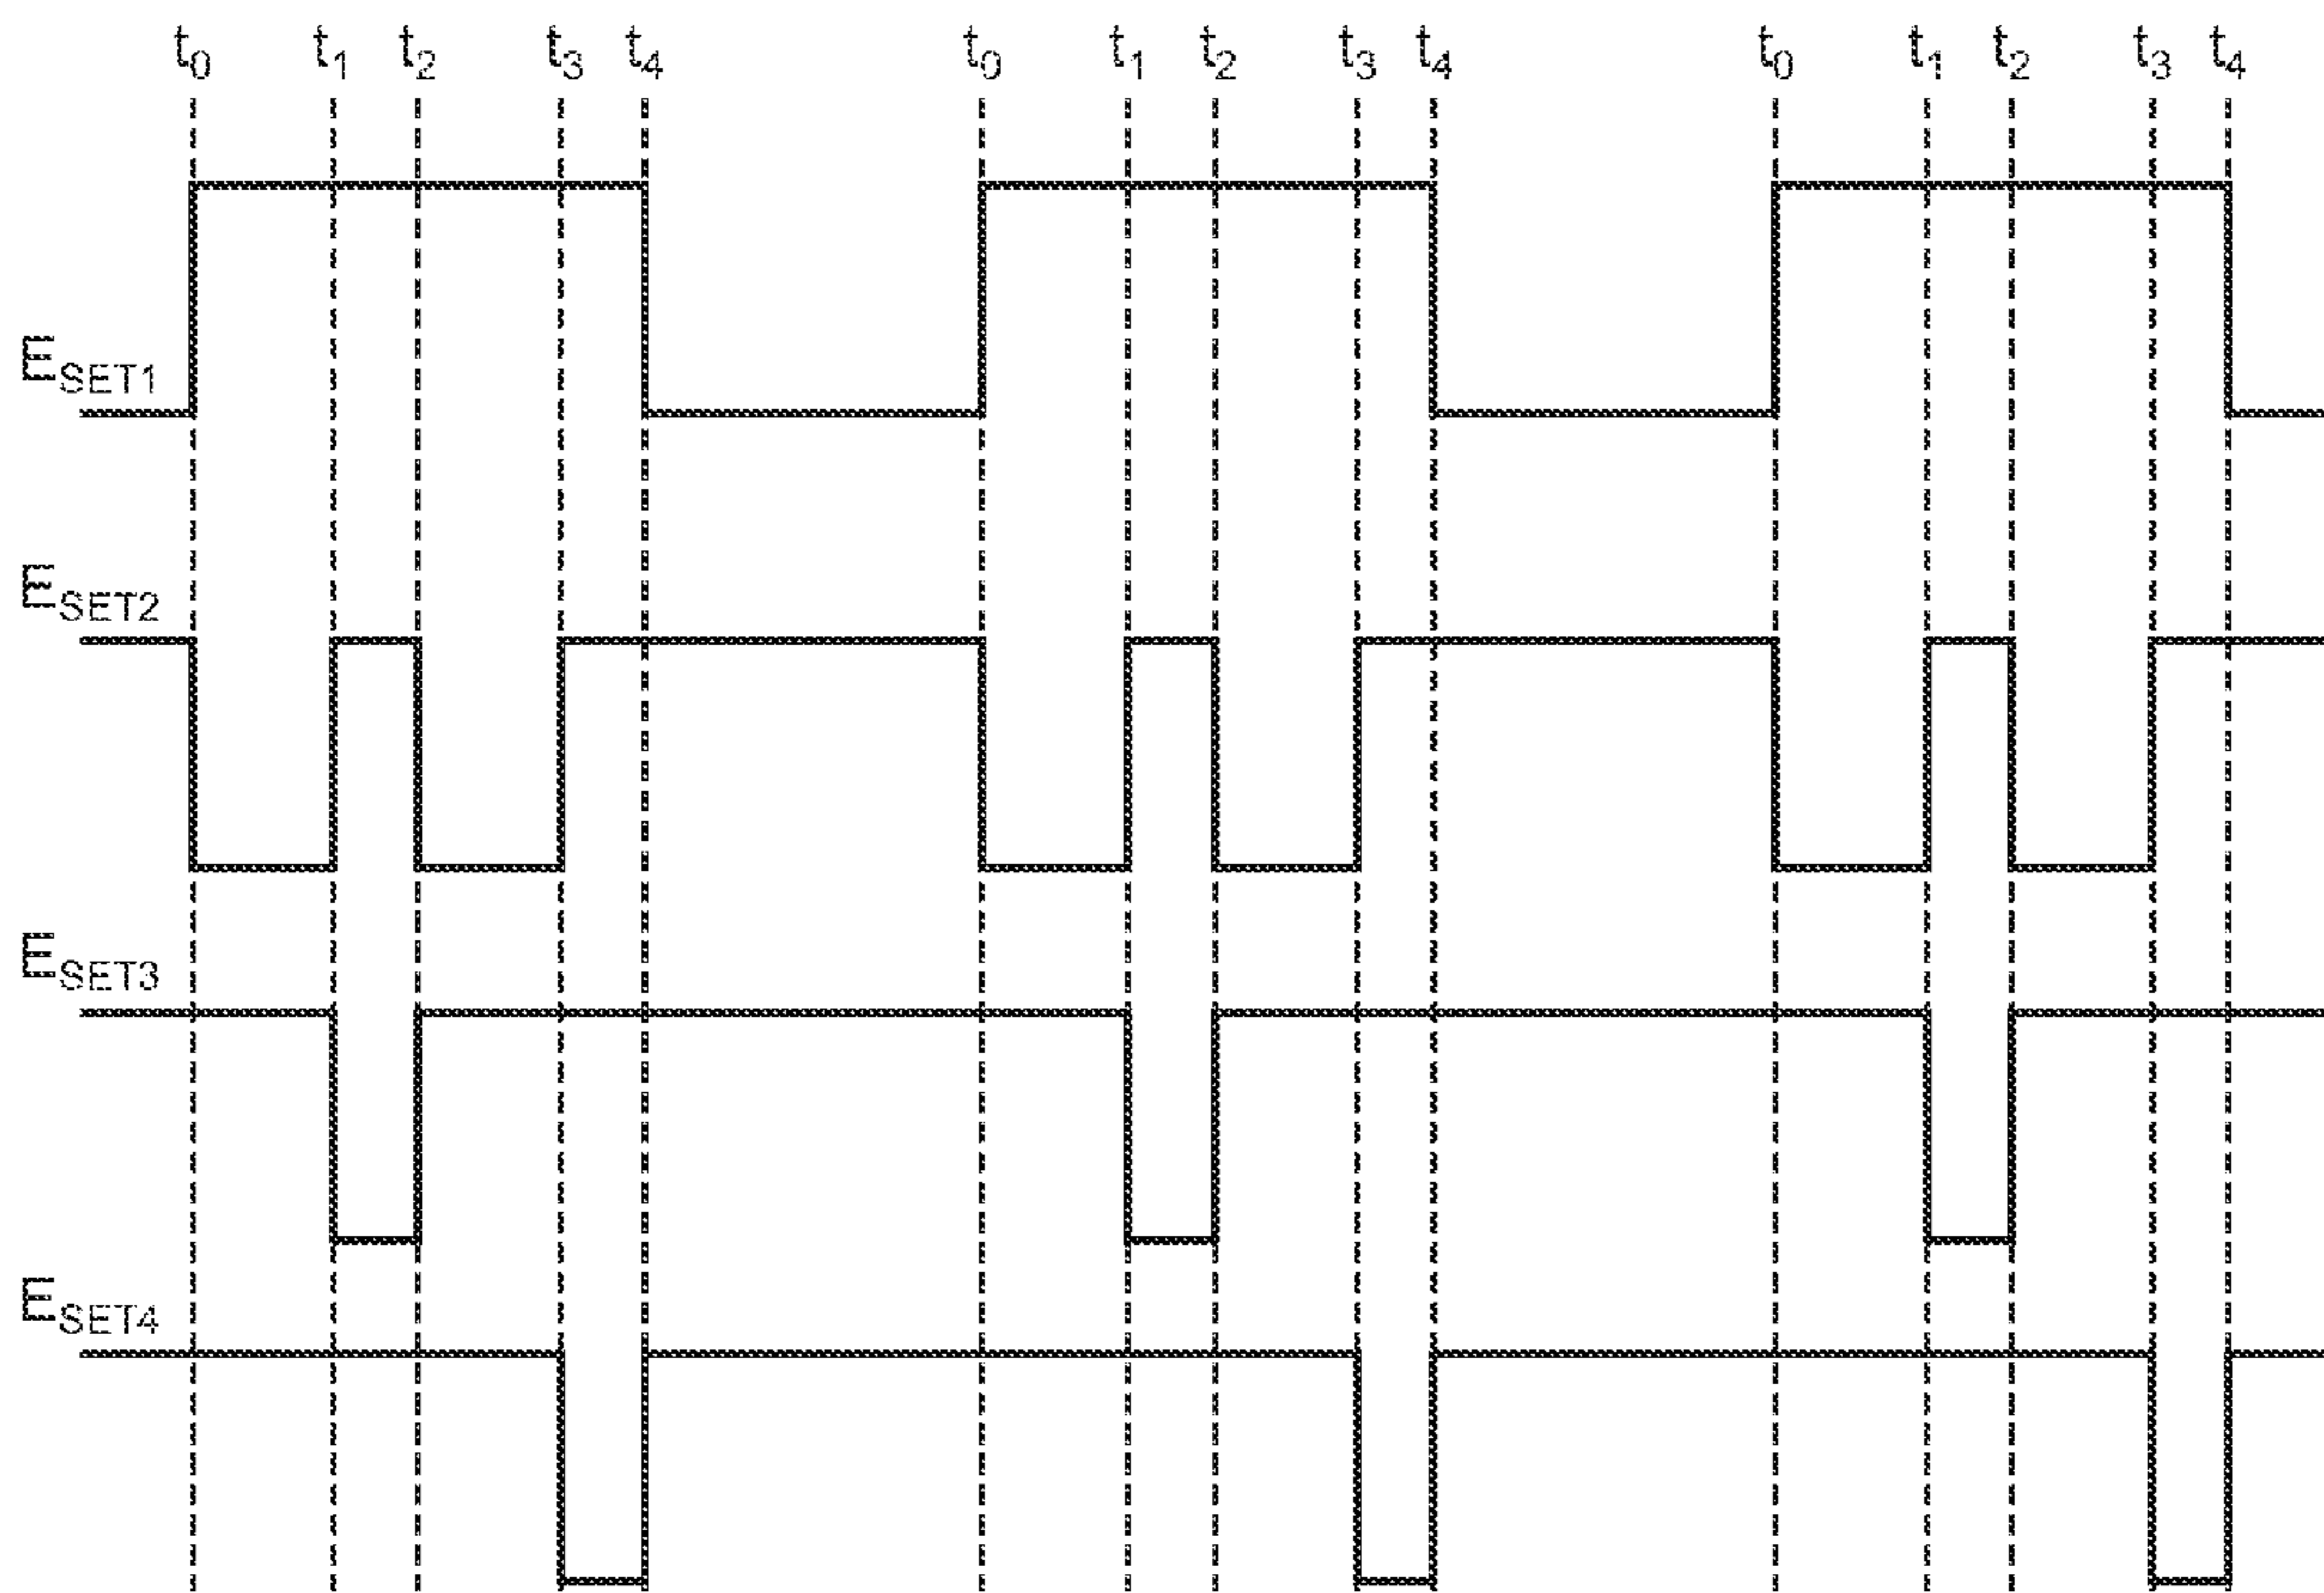 t0 t1 t2 t3 t4 t0 t1 t2 t3 t4 t0 t1 t2 t3 t4
ESET1
ESET2
ESET3
ESET4